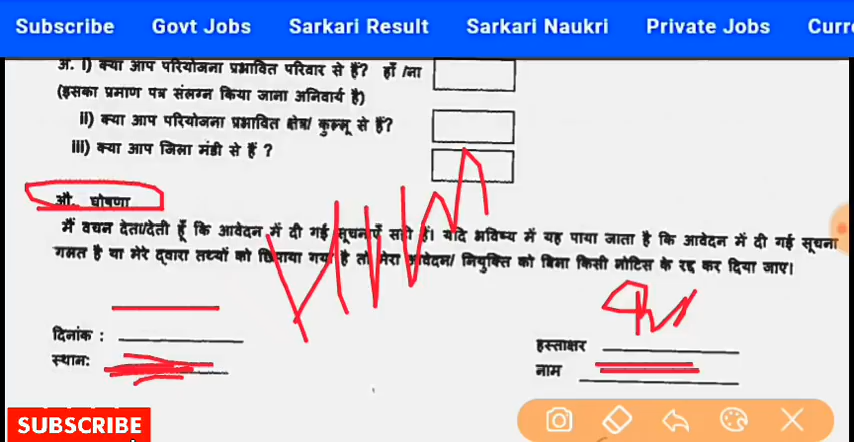 Subscribe Govt Jobs Sarkari Result Sarkari Naukri Private Jobs Curre
अ. i) क्या आप परियोजना प्रभावित परिवार से हैं? हाँ /ना
(इसका प्रमाण पत्र संलग्न किया जाना अनिवार्य है)
ii) क्या आप परियोजना प्रभावित क्षेत्र/ कुल्लू से हैं?
iii) क्या आप जिला मंडी से हैं ?
औ. घोषणा
मैं वचन देता/देती हूँ कि आवेदन में दी गई सूचनाएँ सही हैं। यदि भविष्य में यह पाया जाता है कि आवेदन में दी गई सूचना
गलत है या मेरे द्वारा तथ्यों को छिपाया गया है तो मेरा आवेदन/ नियुक्ति को बिना किसी नोटिस के रद्द कर दिया जाए।
दिनांक :
हस्ताक्षर
स्थान:
नाम
SUBSCRIBE